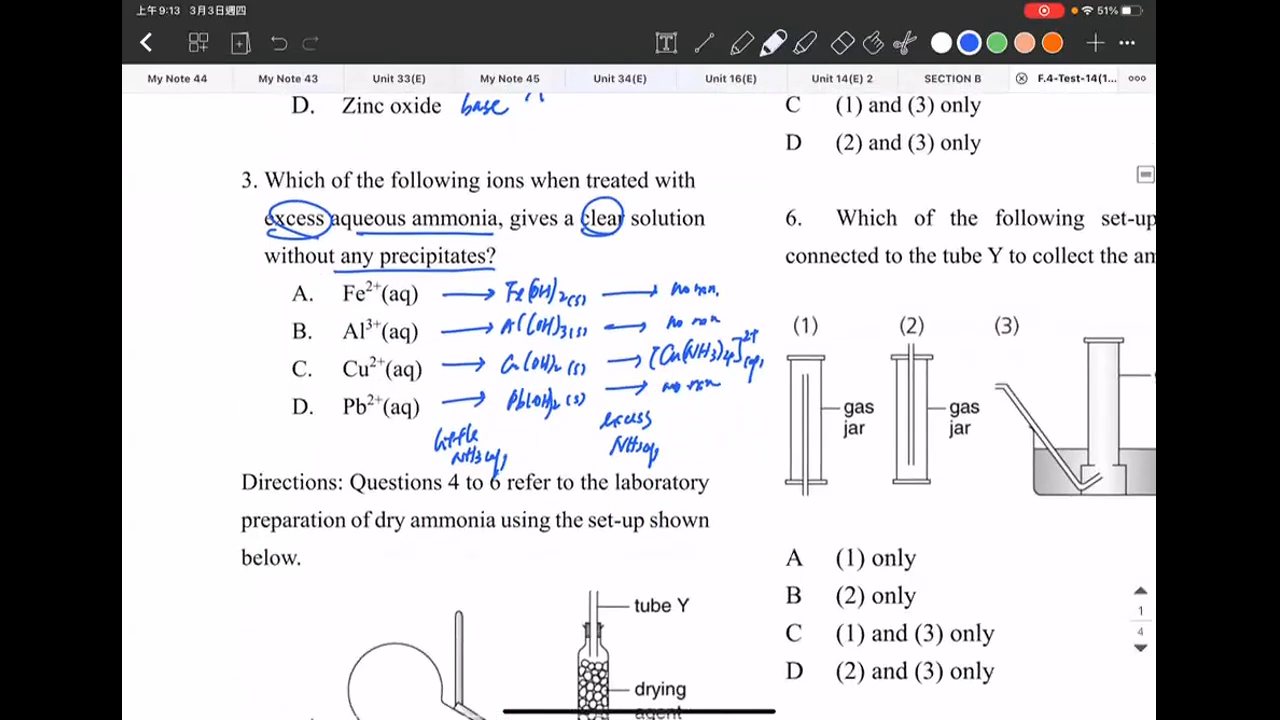 上午9:13 3月3日週四
51%
My Note 44
My Note 43
Unit 33(E)
My Note 45
Unit 34(E)
Unit 16(E)
Unit 14(E) 2
SECTION B
F.4-Test-14(1...
D. Zinc oxide base
3. Which of the following ions when treated with
excess aqueous ammonia, gives a clear solution
without any precipitates?
A. Fe²⁺(aq) → Fe(OH)₂(s) → no rxn.
B. Al³⁺(aq) → Al(OH)₃(s) → no rxn
C. Cu²⁺(aq) → Cu(OH)₂(s) → [Cu(NH₃)₄]²⁺(aq)
D. Pb²⁺(aq) → Pb(OH)₂(s) → no rxn
little
NH₃(aq)
excess
NH₃(aq)
Directions: Questions 4 to 6 refer to the laboratory
preparation of dry ammonia using the set-up shown
below.
tube Y
drying
agent
C (1) and (3) only
D (2) and (3) only
6. Which of the following set-up
connected to the tube Y to collect the am
(1)
(2)
(3)
gas
jar
gas
jar
A (1) only
B (2) only
C (1) and (3) only
D (2) and (3) only
1
4